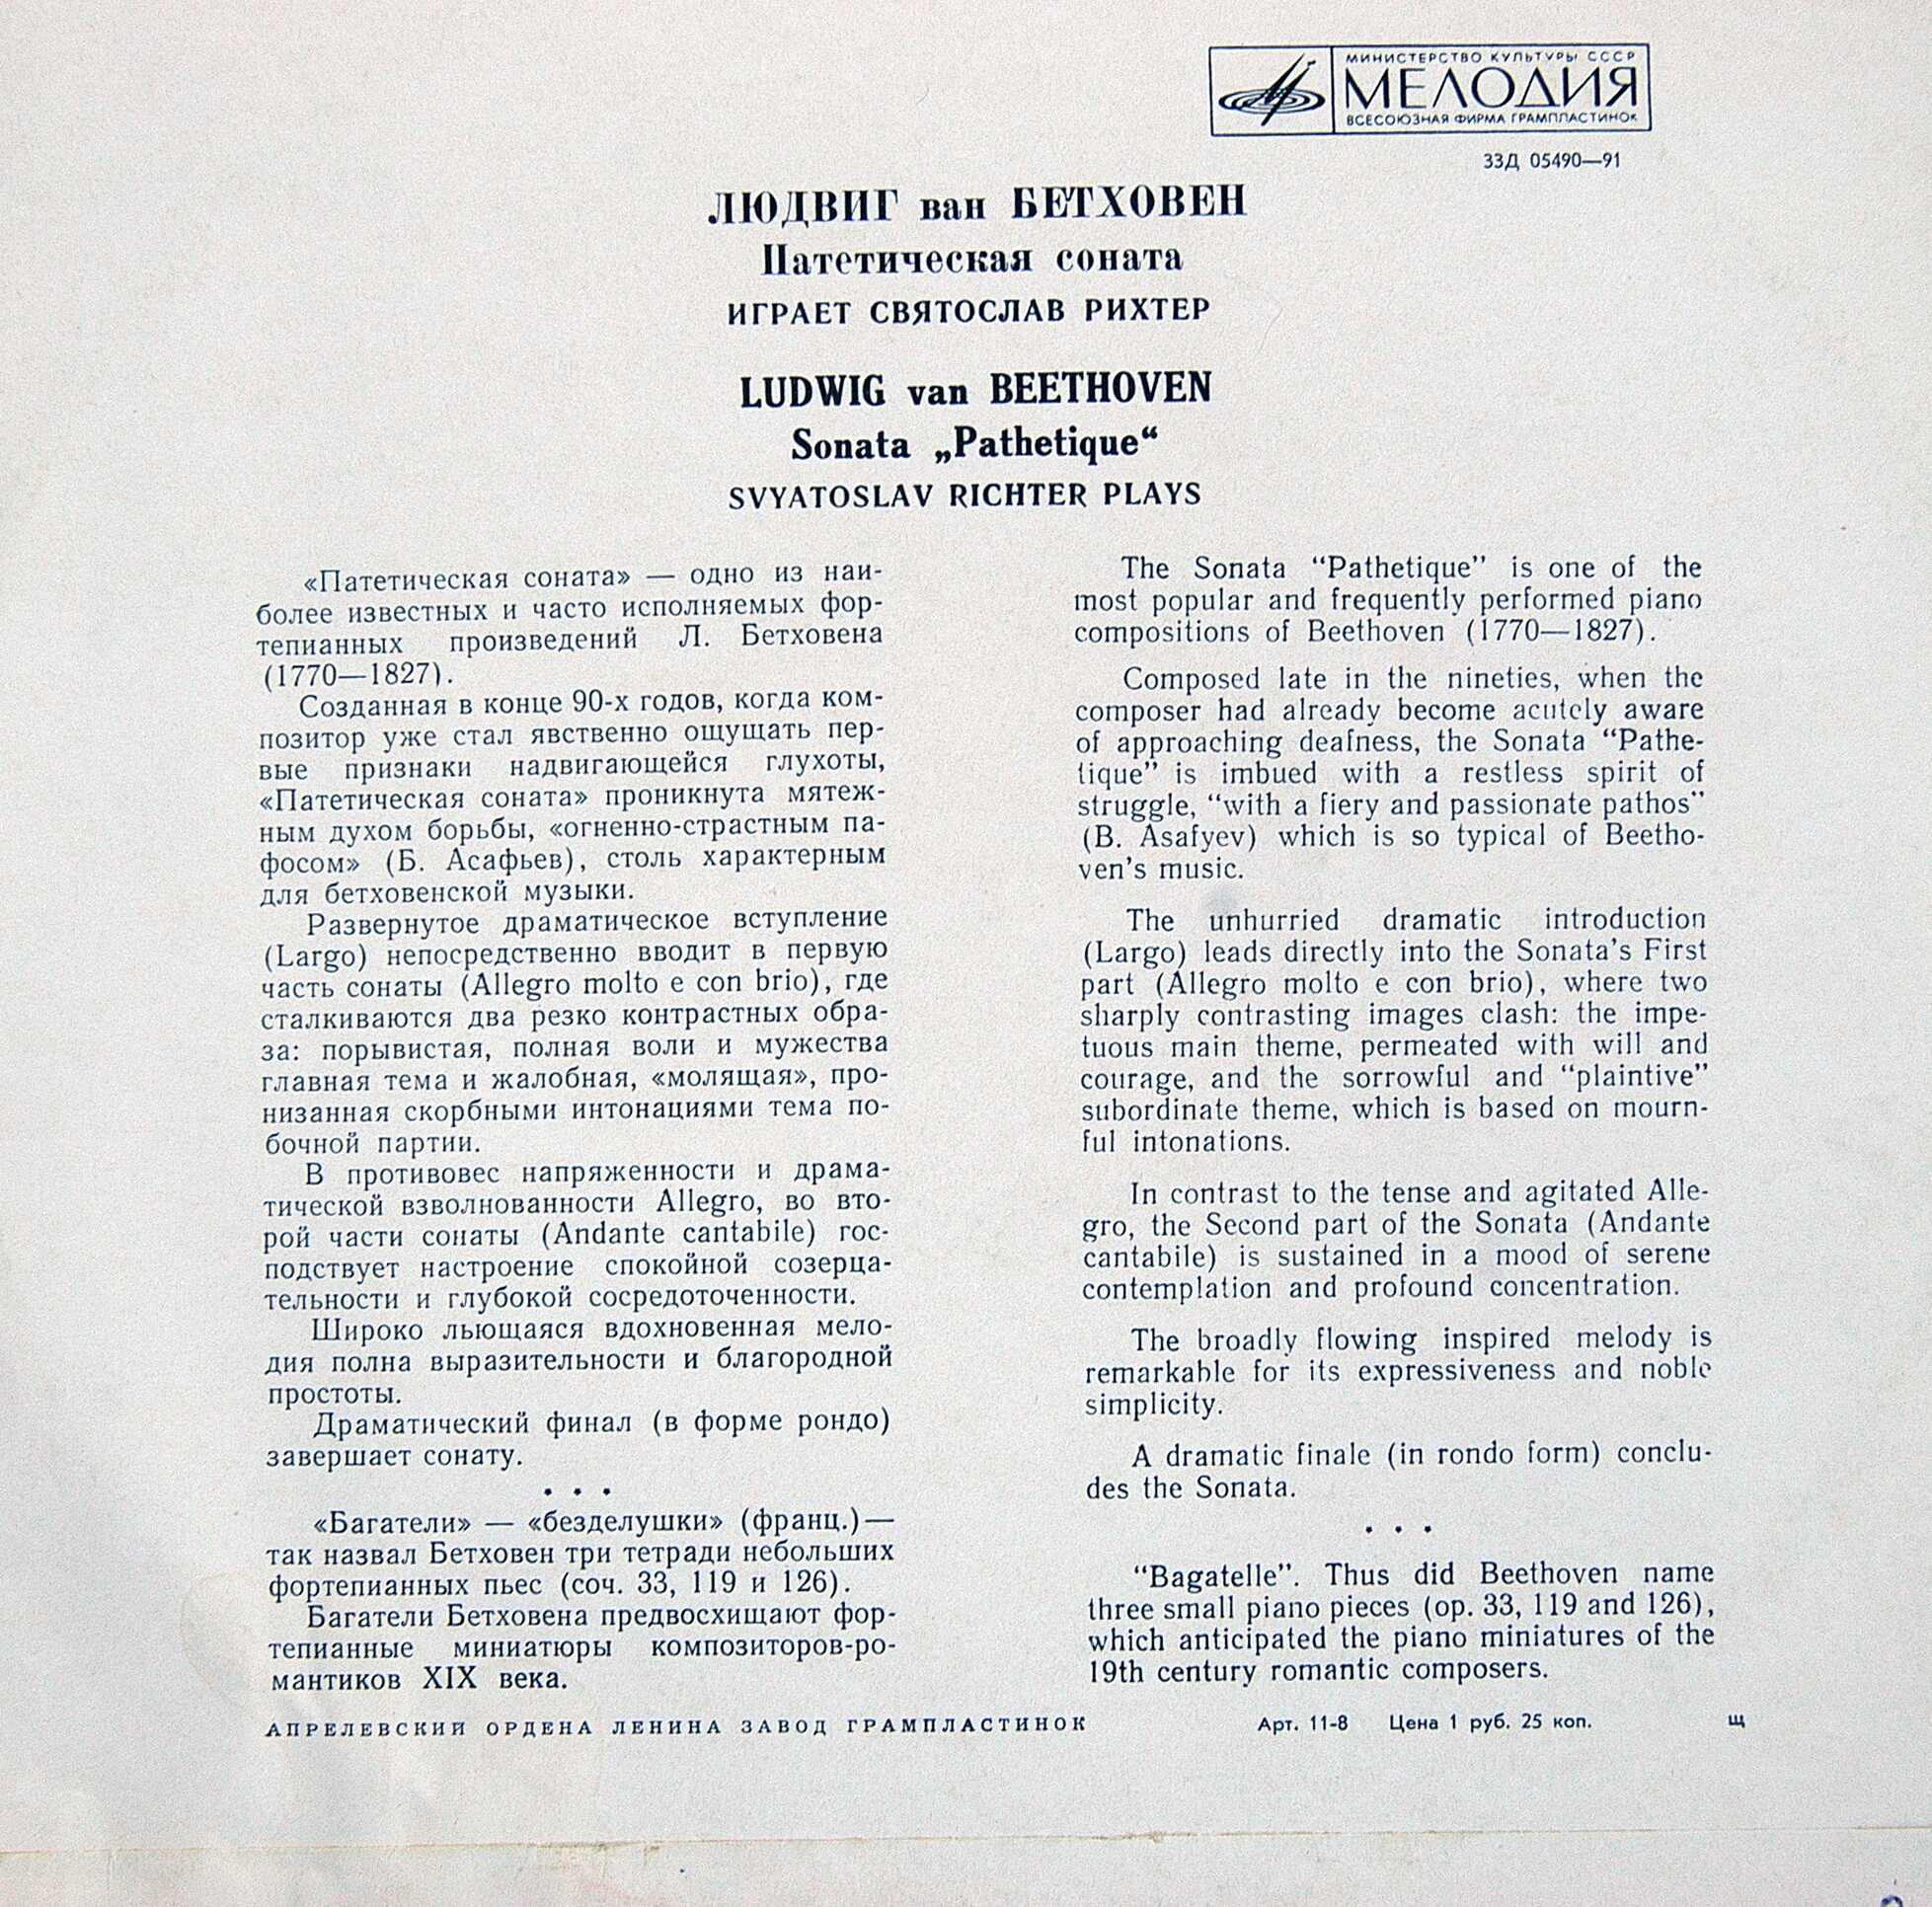 МИНИСТЕРСТВО КУЛЬТУРЫ СССР
МЕЛОДИЯ
ВСЕСОЮЗНАЯ ФИРМА ГРАМПЛАСТИНОК
33Д 05490—91
ЛЮДВИГ ван БЕТХОВЕН
Патетическая соната
ИГРАЕТ СВЯТОСЛАВ РИХТЕР
LUDWIG van BEETHOVEN
Sonata „Pathetique“
SVYATOSLAV RICHTER PLAYS
«Патетическая соната» — одно из наи-
более известных и часто исполняемых фор-
тепианных произведений Л. Бетховена
(1770—1827).
Созданная в конце 90-х годов, когда ком-
позитор уже стал явственно ощущать пер-
вые признаки надвигающейся глухоты,
«Патетическая соната» проникнута мятеж-
ным духом борьбы, «огненно-страстным па-
фосом» (Б. Асафьев), столь характерным
для бетховенской музыки.
Развернутое драматическое вступление
(Largo) непосредственно вводит в первую
часть сонаты (Allegro molto e con brio), где
сталкиваются два резко контрастных обра-
за: порывистая, полная воли и мужества
главная тема и жалобная, «молящая», про-
низанная скорбными интонациями тема по-
бочной партии.
В противовес напряженности и драма-
тической взволнованности Allegro, во вто-
рой части сонаты (Andante cantabile) гос-
подствует настроение спокойной созерца-
тельности и глубокой сосредоточенности.
Широко льющаяся вдохновенная мело-
дия полна выразительности и благородной
простоты.
Драматический финал (в форме рондо)
завершает сонату.
• • •
«Багатели» — «безделушки» (франц.)—
так назвал Бетховен три тетради небольших
фортепианных пьес (соч. 33, 119 и 126).
Багатели Бетховена предвосхищают фор-
тепианные миниатюры композиторов-ро-
мантиков XIX века.
The Sonata “Pathetique” is one of the
most popular and frequently performed piano
compositions of Beethoven (1770—1827).
Composed late in the nineties, when the
composer had already become acutely aware
of approaching deafness, the Sonata “Pathe-
tique” is imbued with a restless spirit of
struggle, “with a fiery and passionate pathos”
(B. Asafyev) which is so typical of Beetho-
ven's music.
The unhurried dramatic introduction
(Largo) leads directly into the Sonata's First
part (Allegro molto e con brio), where two
sharply contrasting images clash: the impe-
tuous main theme, permeated with will and
courage, and the sorrowful and “plaintive”
subordinate theme, which is based on mourn-
ful intonations.
In contrast to the tense and agitated Alle-
gro, the Second part of the Sonata (Andante
cantabile) is sustained in a mood of serene
contemplation and profound concentration.
The broadly flowing inspired melody is
remarkable for its expressiveness and noble
simplicity.
A dramatic finale (in rondo form) conclu-
des the Sonata.
• • •
“Bagatelle”. Thus did Beethoven name
three small piano pieces (op. 33, 119 and 126),
which anticipated the piano miniatures of the
19th century romantic composers.
АПРЕЛЕВСКИЙ ОРДЕНА ЛЕНИНА ЗАВОД ГРАМПЛАСТИНОК
Арт. 11-8 Цена 1 руб. 25 коп. Щ